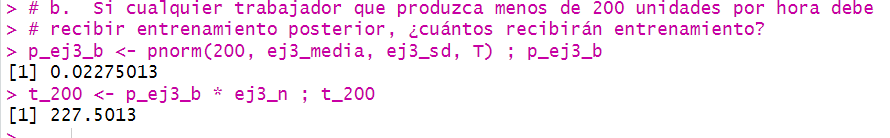 > # b.  Si cualquier trabajador que produzca menos de 200 unidades por hora debe
> # recibir entrenamiento posterior, ¿cuántos recibirán entrenamiento?
> p_ej3_b <- pnorm(200, ej3_media, ej3_sd, T) ; p_ej3_b
[1] 0.02275013
> t_200 <- p_ej3_b * ej3_n ; t_200
[1] 227.5013
>